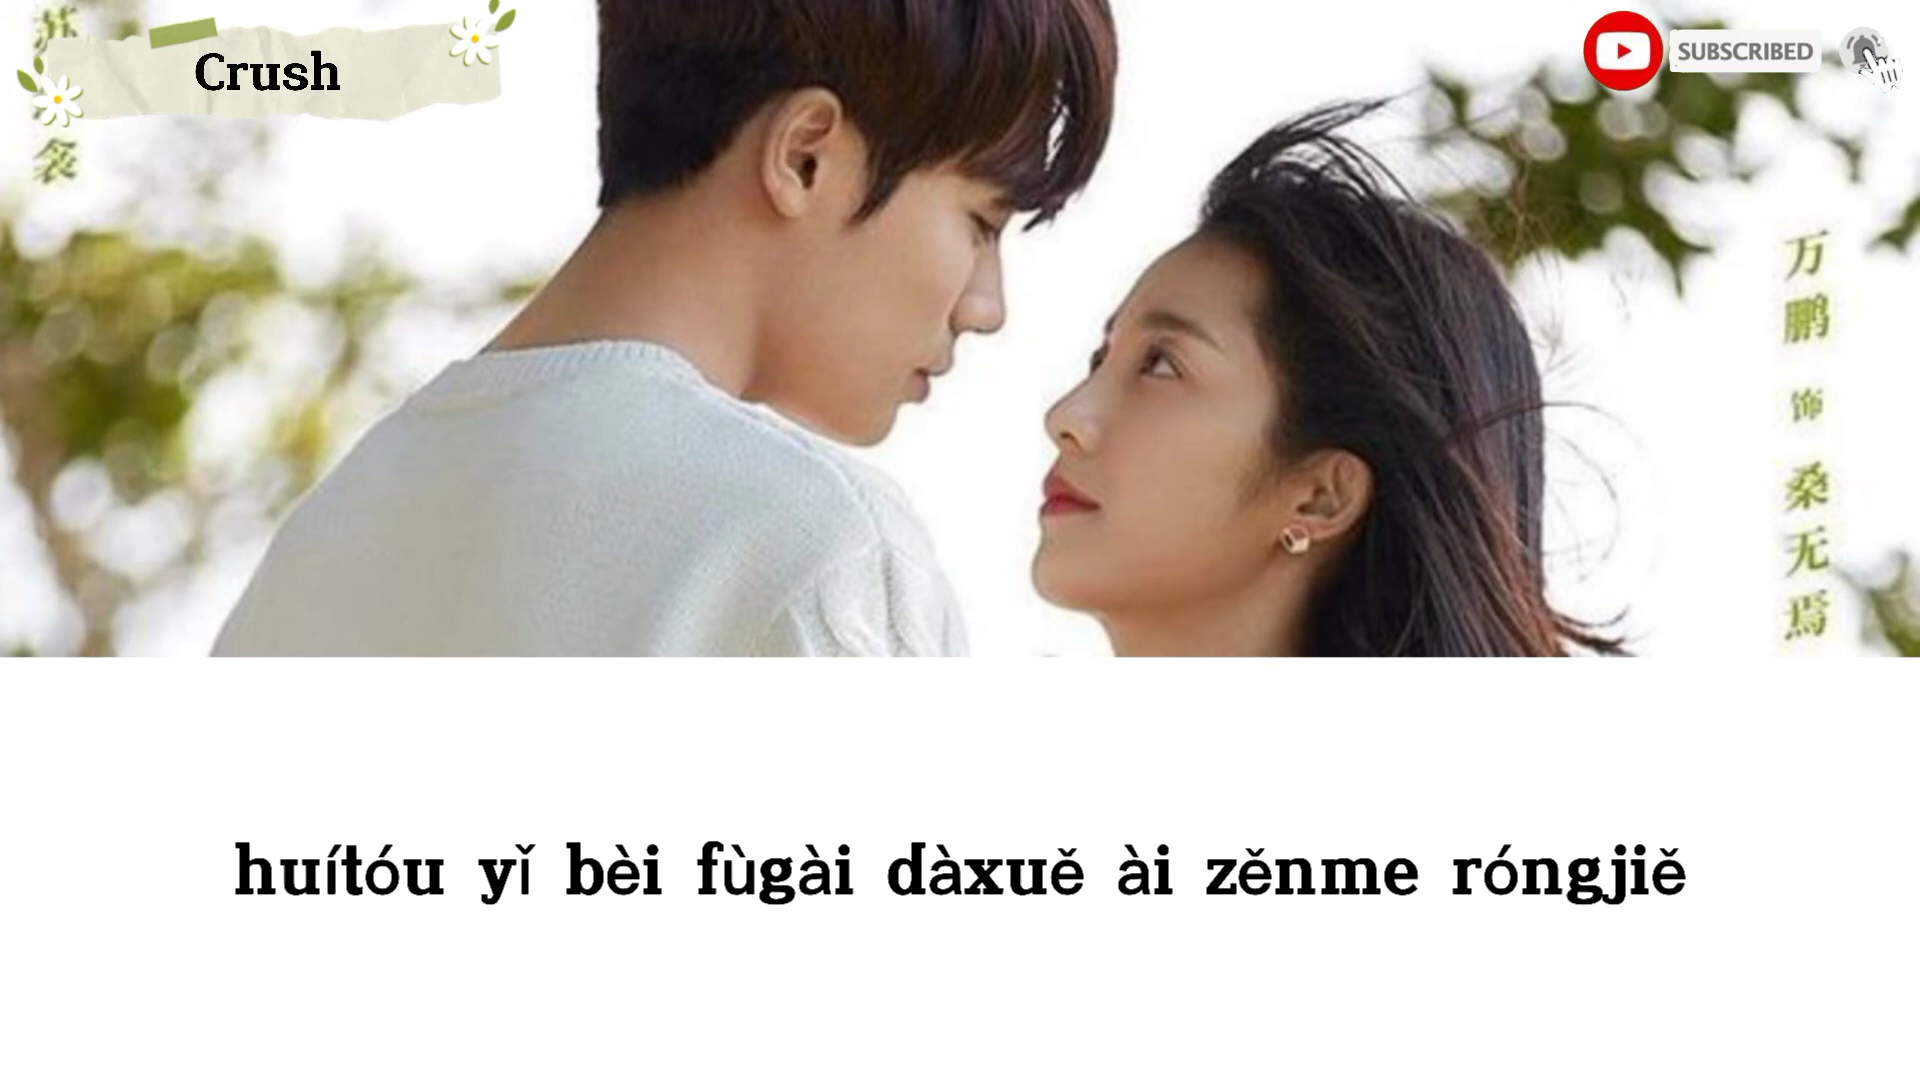 Crush
SUBSCRIBED
万鹏 饰 桑无焉
huítóu yǐ bèi fùgài dàxuě ài zěnme róngjiě